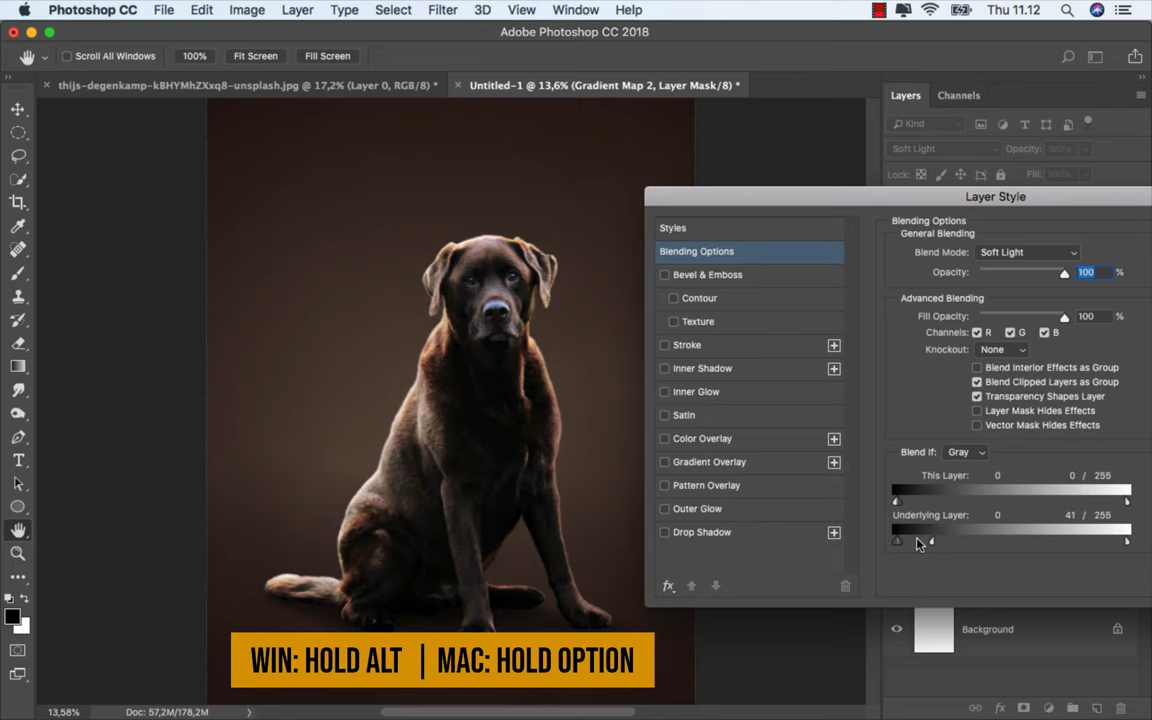 Photoshop CC File Edit Image Layer Type Select Filter 3D View Window Help Thu 11.12
Adobe Photoshop CC 2018
Scroll All Windows 100% Fit Screen Fill Screen
thijs-degenkamp-kBHYMhZXxq8-unsplash.jpg @ 17,2% (Layer 0, RGB/8) * Untitled-1 @ 13,6% (Gradient Map 2, Layer Mask/8) *
Layers Channels
Kind
Soft Light Opacity: 100%
Lock: Fill: 100%
Layer Style
Styles
Blending Options
Bevel & Emboss
Contour
Texture
Stroke
Inner Shadow
Inner Glow
Satin
Color Overlay
Gradient Overlay
Pattern Overlay
Outer Glow
Drop Shadow
fx
Blending Options
General Blending
Blend Mode: Soft Light
Opacity: 100 %
Advanced Blending
Fill Opacity: 100 %
Channels: R G B
Knockout: None
Blend Interior Effects as Group
Blend Clipped Layers as Group
Transparency Shapes Layer
Layer Mask Hides Effects
Vector Mask Hides Effects
Blend If: Gray
This Layer: 0 0 / 255
Underlying Layer: 0 41 / 255
Background
WIN: HOLD ALT | MAC: HOLD OPTION
13,58% Doc: 57,2M/178,2M
fx